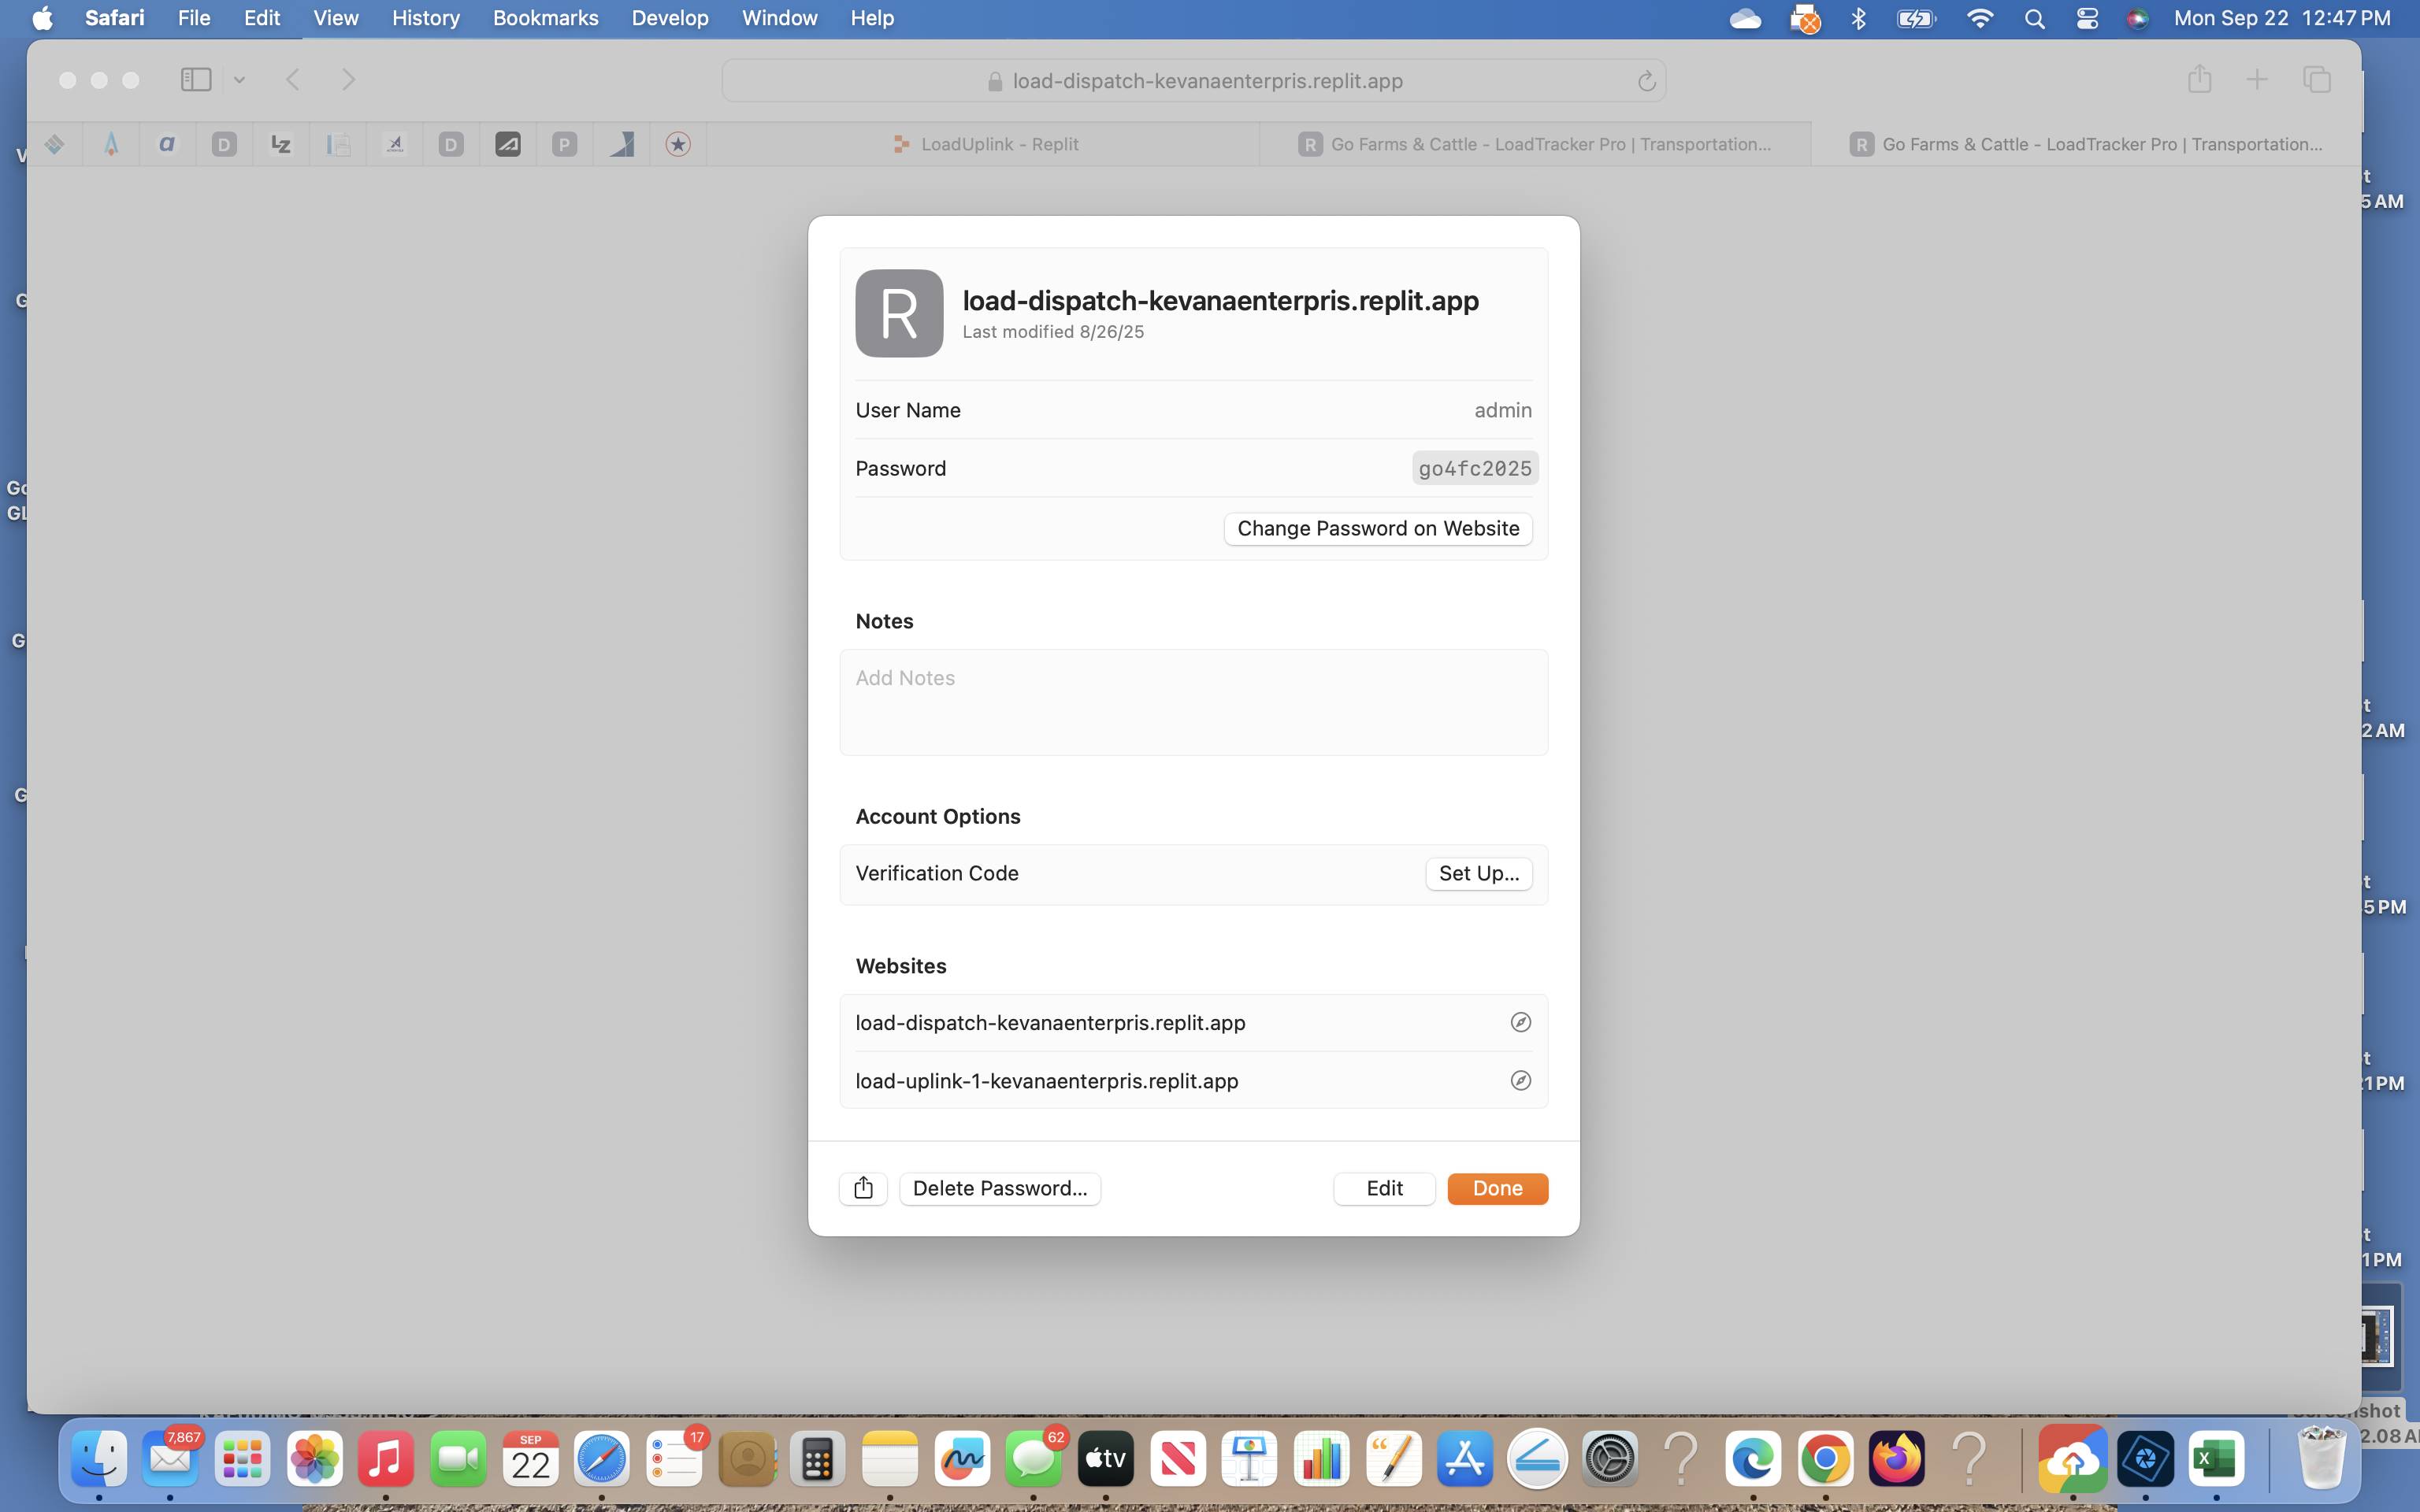 Safari File Edit View History Bookmarks Develop Window Help Mon Sep 22 12:47 PM
load-dispatch-kevanaenterpris.replit.app
LoadUplink - Replit
Go Farms & Cattle - LoadTracker Pro | Transportation...
Go Farms & Cattle - LoadTracker Pro | Transportation...
R
load-dispatch-kevanaenterpris.replit.app
Last modified 8/26/25
User Name admin
Password go4fc2025
Change Password on Website
Notes
Add Notes
Account Options
Verification Code Set Up...
Websites
load-dispatch-kevanaenterpris.replit.app
load-uplink-1-kevanaenterpris.replit.app
Delete Password... Edit Done
7,867
SEP
22
17
62
tv